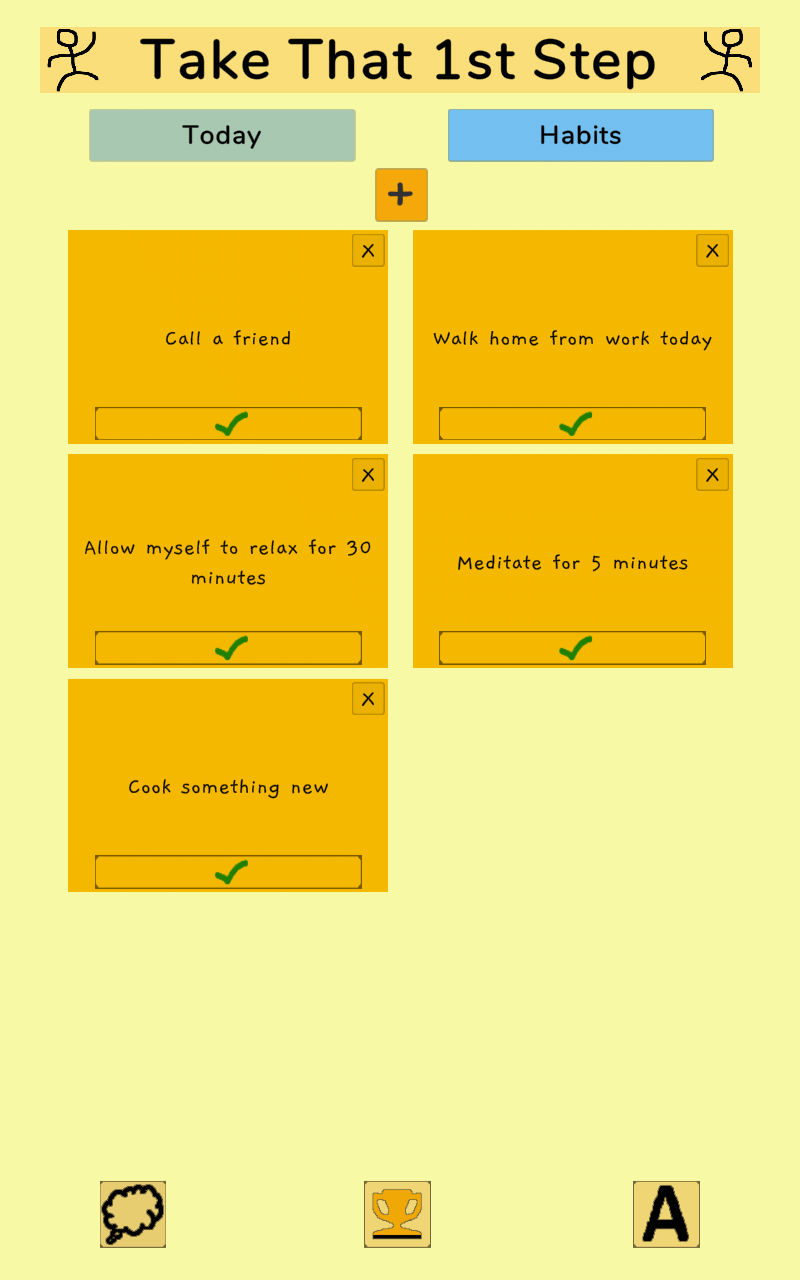 Take That 1st Step
Today
Habits
+
X
X
Call a friend
Walk home from work today
X
X
Allow myself to relax for 30
minutes
Meditate for 5 minutes
X
Cook something new
A